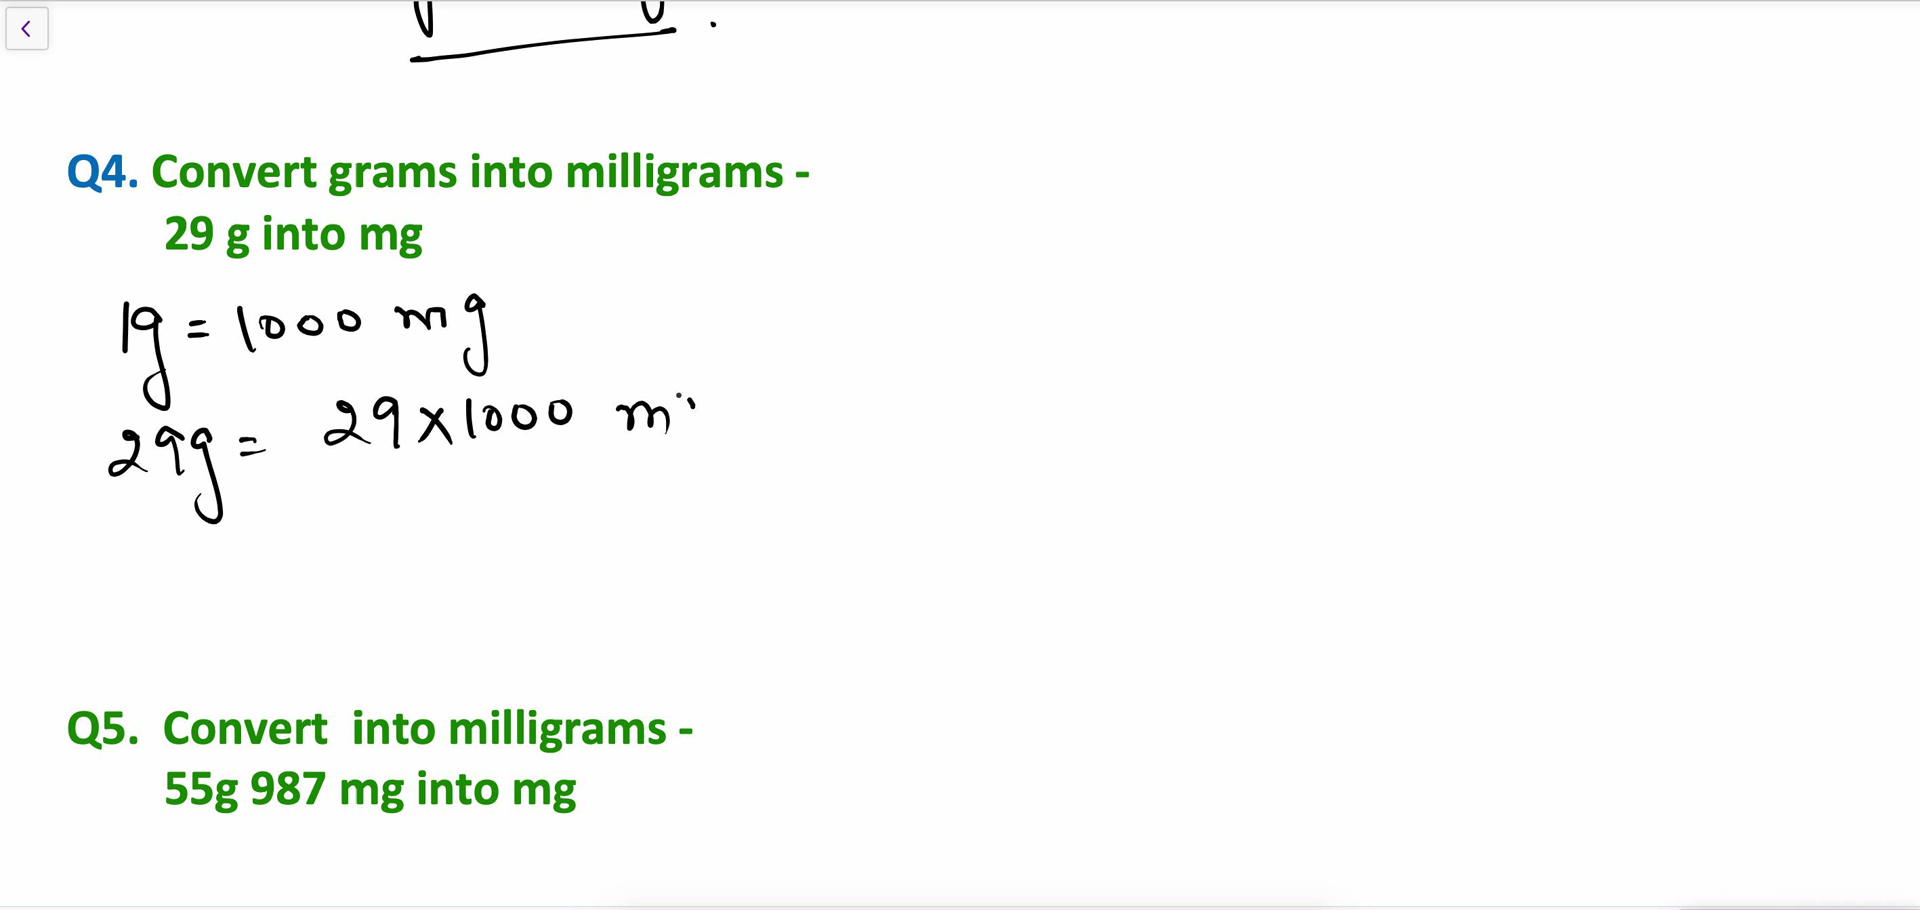 Q4. Convert grams into milligrams -
29 g into mg
1g = 1000 mg
29g = 29 × 1000 m
Q5. Convert into milligrams -
55g 987 mg into mg